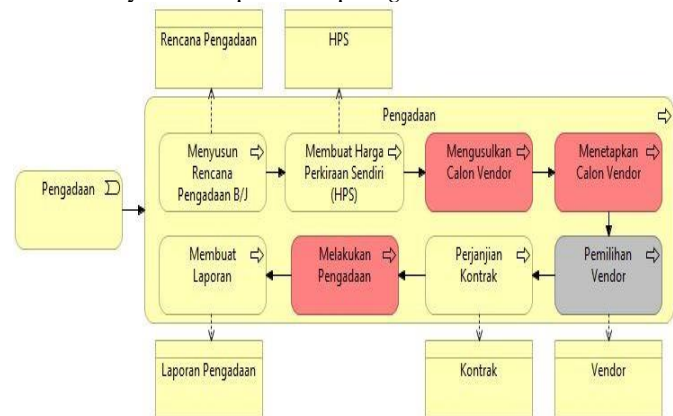 Rencana Pengadaan
HPS
Pengadaan
Pengadaan
Menyusun
Rencana
Pengadaan B/J
Membuat Harga
Perkiraan Sendiri
(HPS)
Mengusulkan
Calon Vendor
Menetapkan
Calon Vendor
Membuat
Laporan
Melakukan
Pengadaan
Perjanjian
Kontrak
Pemilihan
Vendor
Laporan Pengadaan
Kontrak
Vendor